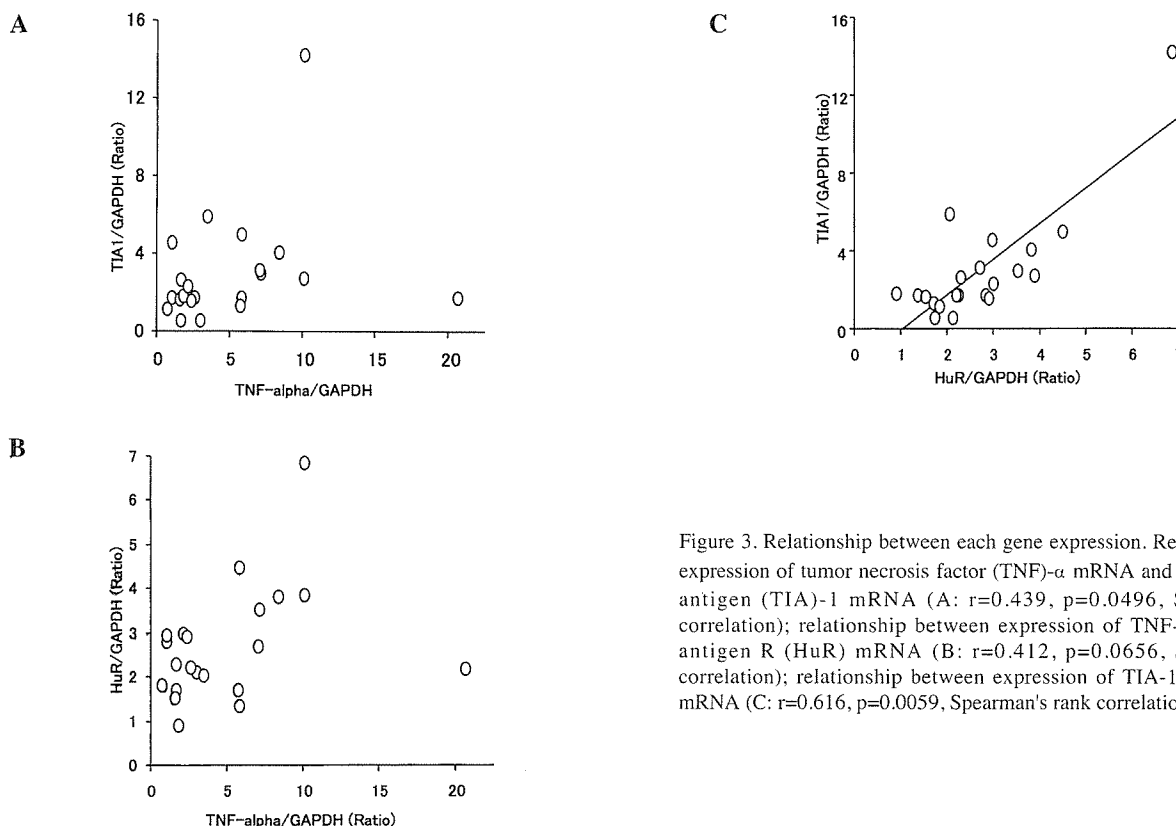 A
16
12
8
4
0
TIA1/GAPDH (Ratio)
0 5 10 15 20
TNF-alpha/GAPDH
B
7
6
5
4
3
2
1
0
HuR/GAPDH (Ratio)
0 5 10 15 20
TNF-alpha/GAPDH (Ratio)
C
16
12
8
4
0
TIA1/GAPDH (Ratio)
0 1 2 3 4 5 6
HuR/GAPDH (Ratio)
Figure 3. Relationship between each gene expression. Re
expression of tumor necrosis factor (TNF)-α mRNA and
antigen (TIA)-1 mRNA (A: r=0.439, p=0.0496,
correlation); relationship between expression of TNF-
antigen R (HuR) mRNA (B: r=0.412, p=0.0656,
correlation); relationship between expression of TIA-1
mRNA (C: r=0.616, p=0.0059, Spearman's rank correlatio